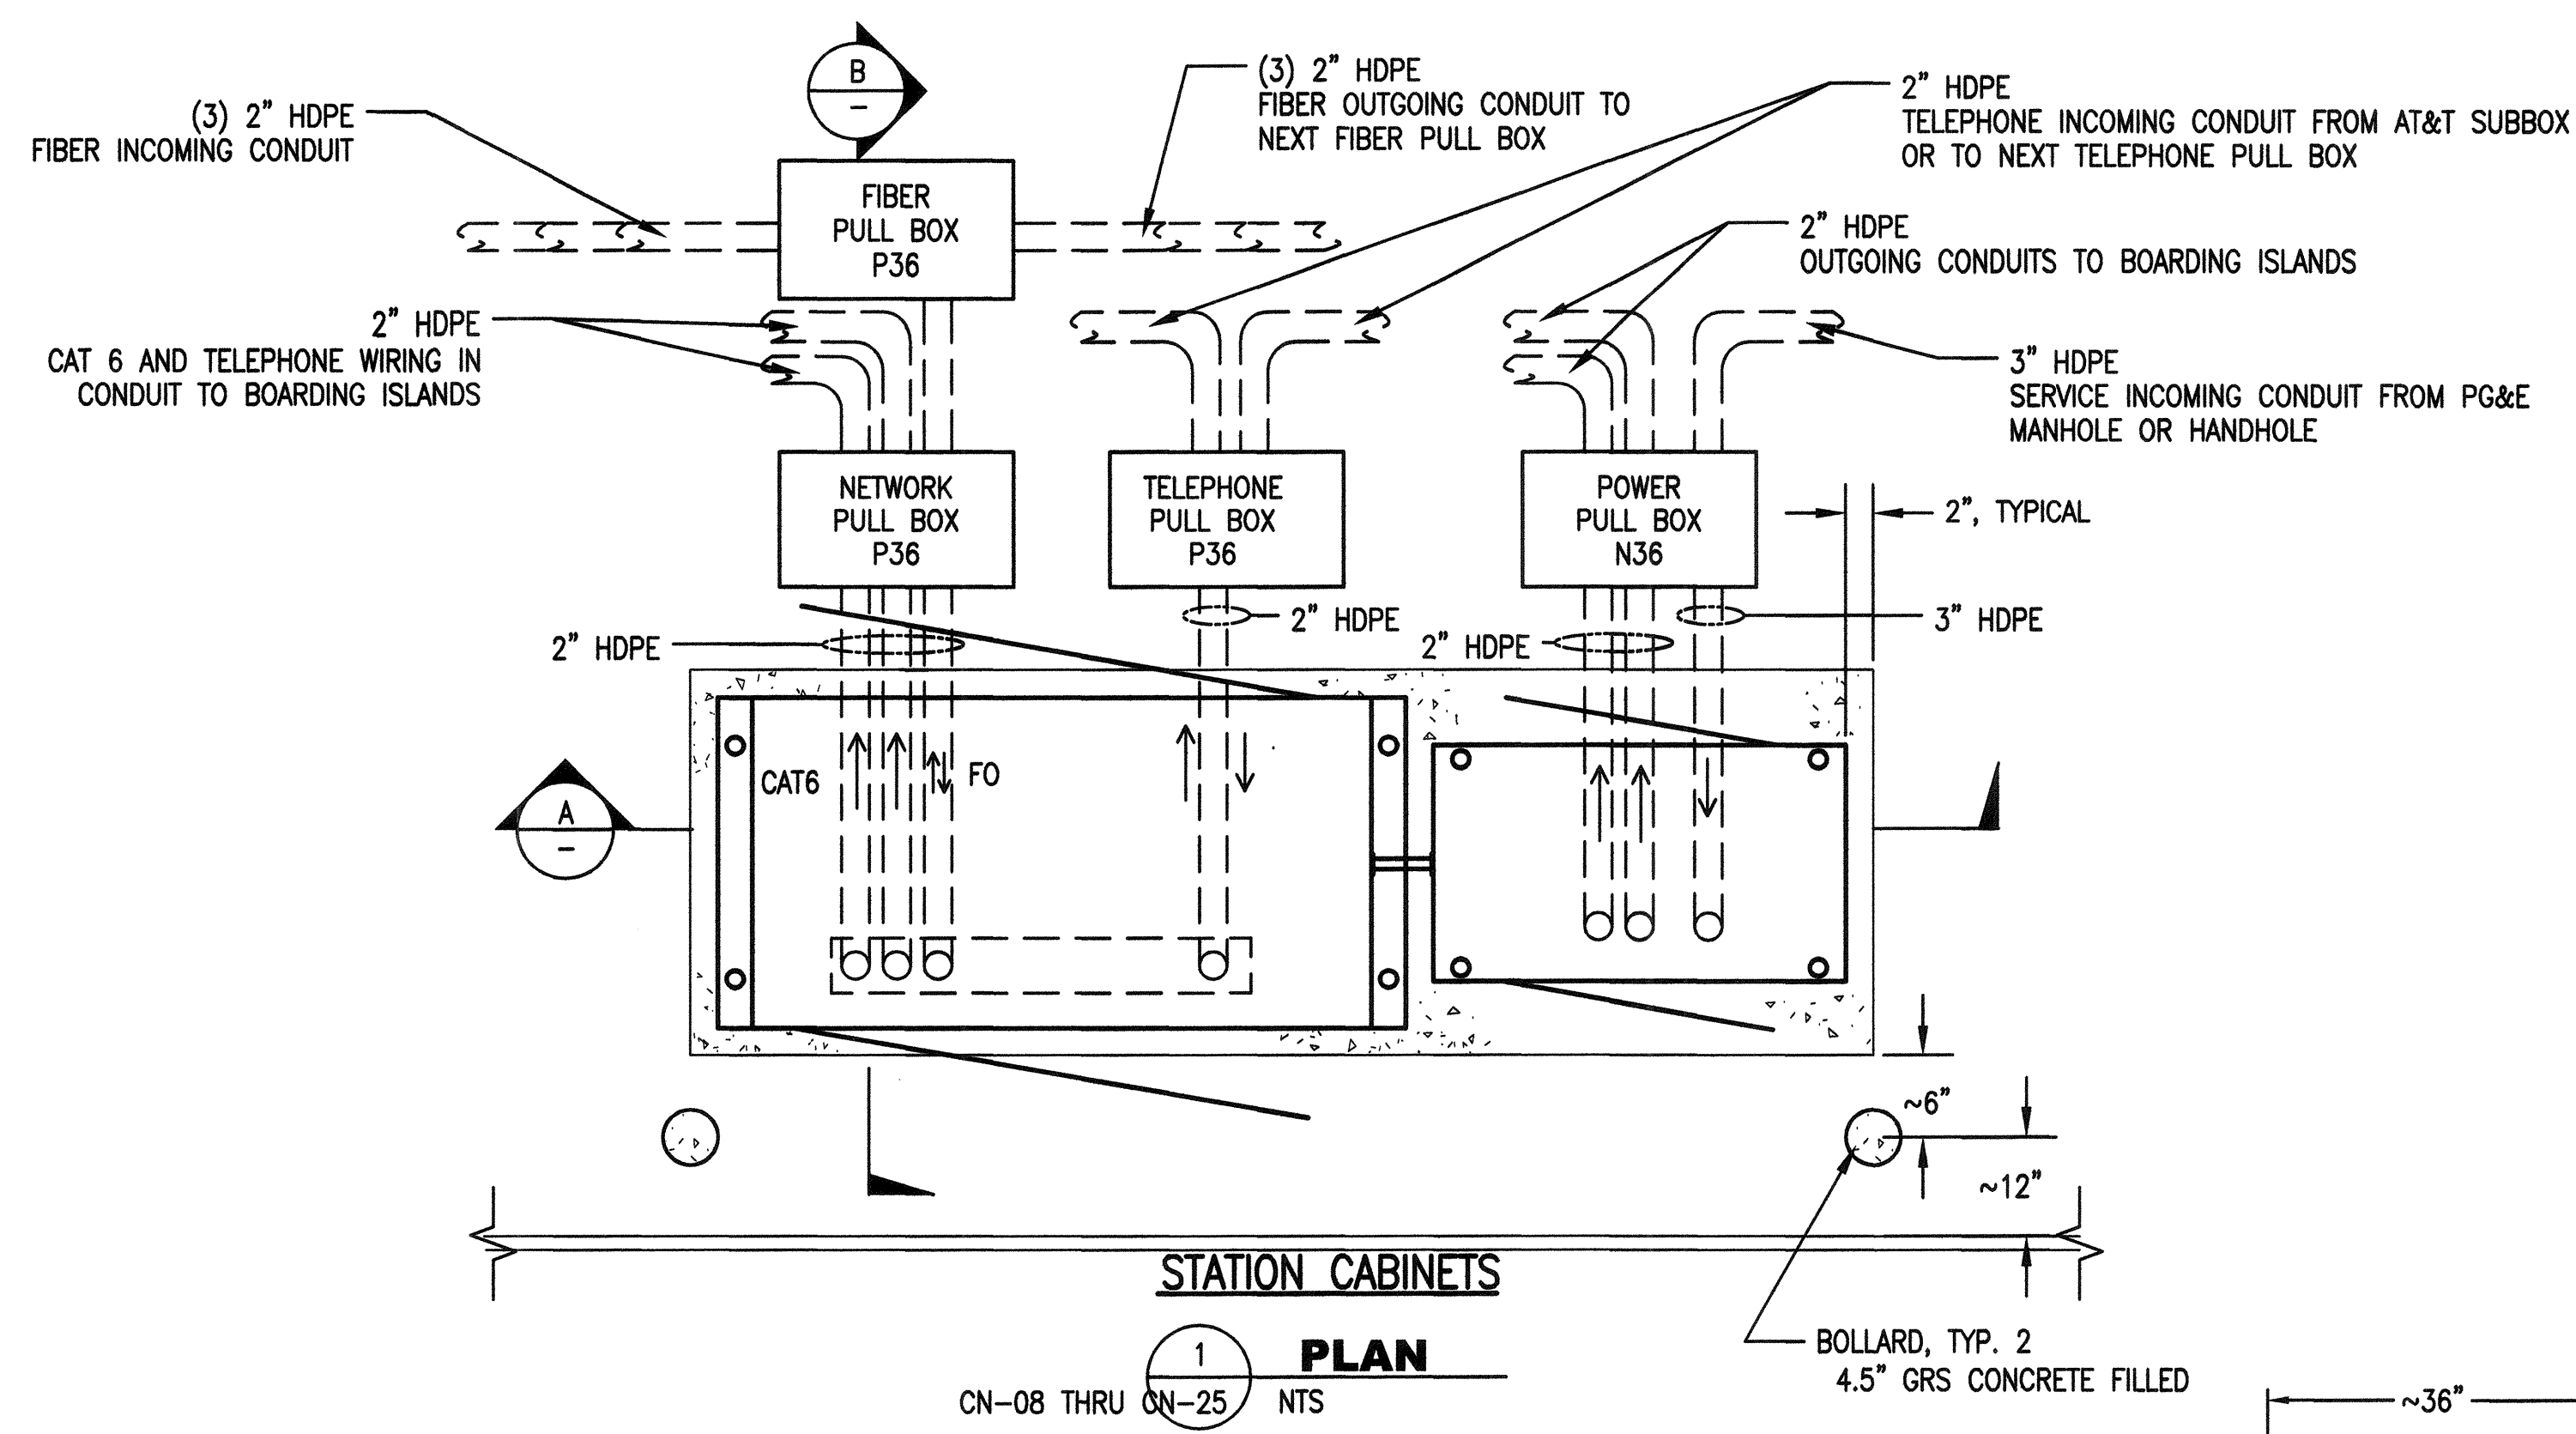 B
–
(3) 2" HDPE
FIBER INCOMING CONDUIT
(3) 2" HDPE
FIBER OUTGOING CONDUIT TO
NEXT FIBER PULL BOX
2" HDPE
TELEPHONE INCOMING CONDUIT FROM AT&T SUBBOX
OR TO NEXT TELEPHONE PULL BOX
FIBER
PULL BOX
P36
2" HDPE
OUTGOING CONDUITS TO BOARDING ISLANDS
2" HDPE
CAT 6 AND TELEPHONE WIRING IN
CONDUIT TO BOARDING ISLANDS
3" HDPE
SERVICE INCOMING CONDUIT FROM PG&E
MANHOLE OR HANDHOLE
NETWORK
PULL BOX
P36
TELEPHONE
PULL BOX
P36
POWER
PULL BOX
N36
2", TYPICAL
2" HDPE
2" HDPE
2" HDPE
3" HDPE
CAT6
FO
A
–
~6"
~12"
STATION CABINETS
1
PLAN
CN-08 THRU CN-25
NTS
BOLLARD, TYP. 2
4.5" GRS CONCRETE FILLED
~36"